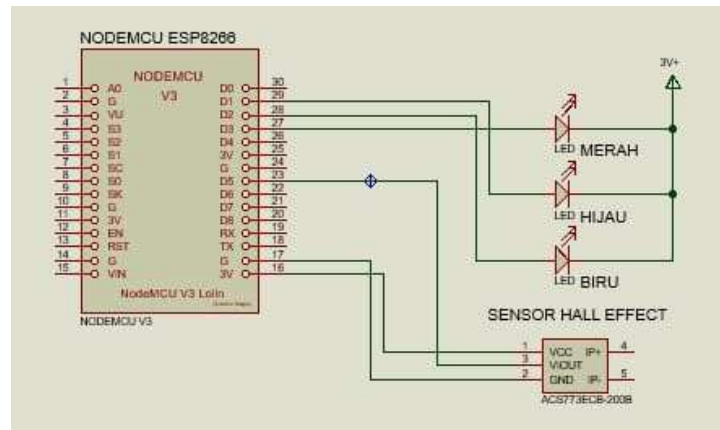 NODEMCU ESP8266
NODEMCU
V3
1 A0 D0 30
2 G D1 29
3 VU D2 28
4 S3 D3 27
5 S2 D4 26
6 S1 3V 25
7 SC G 24
8 S0 D5 23
9 SK D6 22
10 G D7 21
11 3V D8 20
12 EN RX 19
13 RST TX 18
14 G G 17
15 VIN 3V 16
NodeMCU V3 Lolin
NODEMCU V3
3V+
LED MERAH
LED HIJAU
LED BIRU
SENSOR HALL EFFECT
1 VCC IP+ 4
3 VIOUT
2 GND IP- 5
ACS773ECB-200B